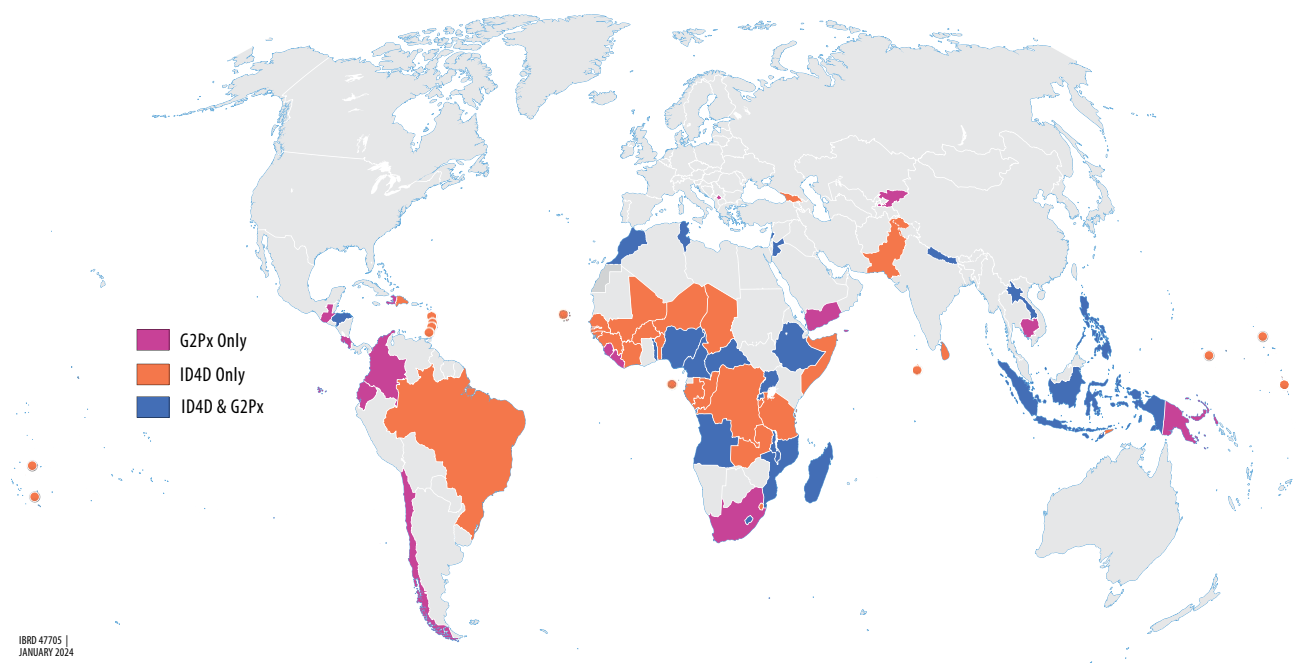 G2Px Only
ID4D Only
ID4D & G2Px
IBRD 47705 |
JANUARY 2024